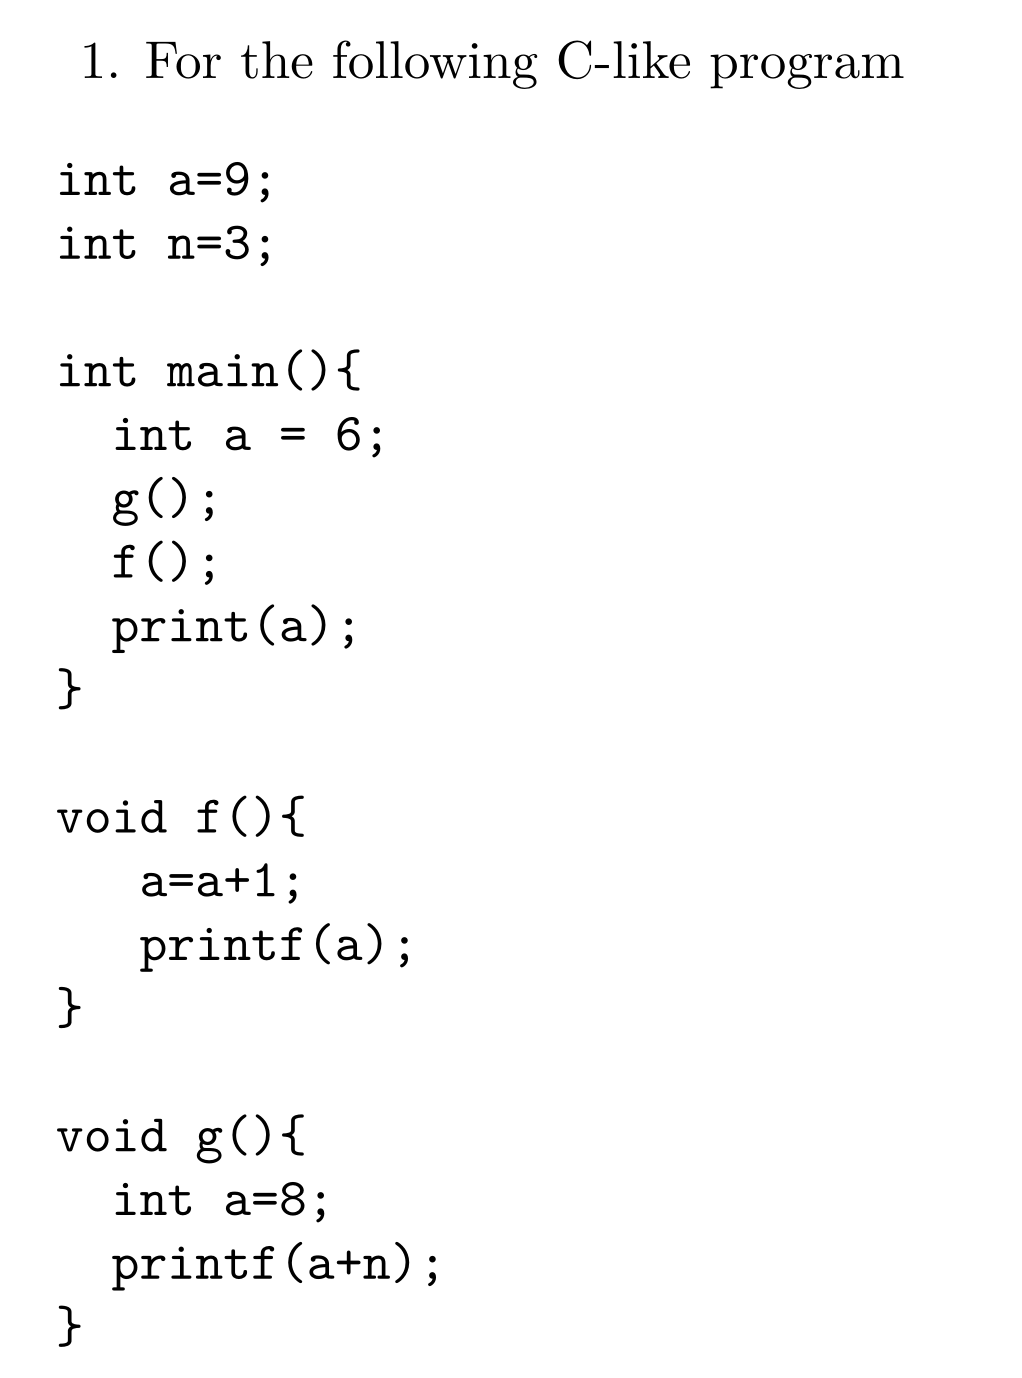 1. For the following C-like program
int a=9;
int n=3;
int main(){
int a = 6;
g();
f();
print(a);
}
void f(){
a=a+1;
printf(a);
}
void g(){
int a=8;
printf(a+n);
}